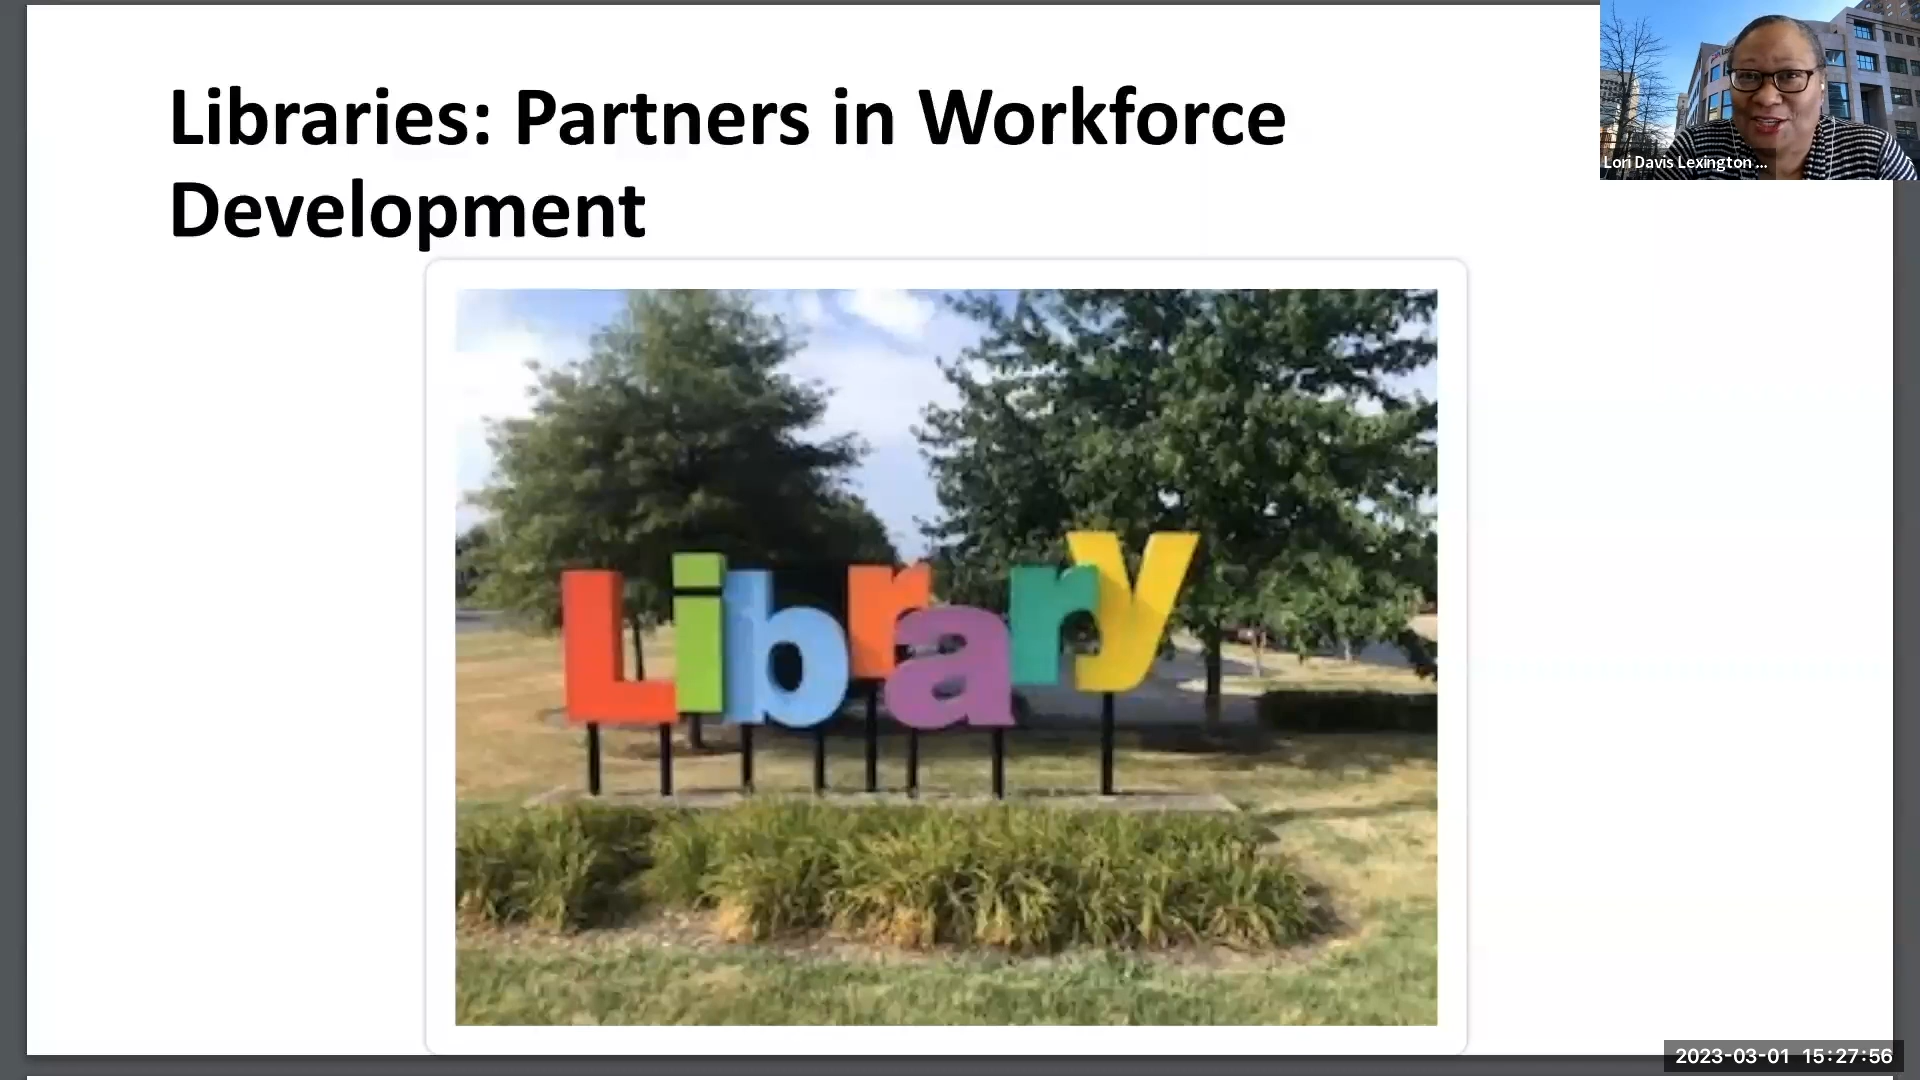 Libraries: Partners in Workforce
Development
Lori Davis Lexington ...
Library
2023-03-01 15:27:56